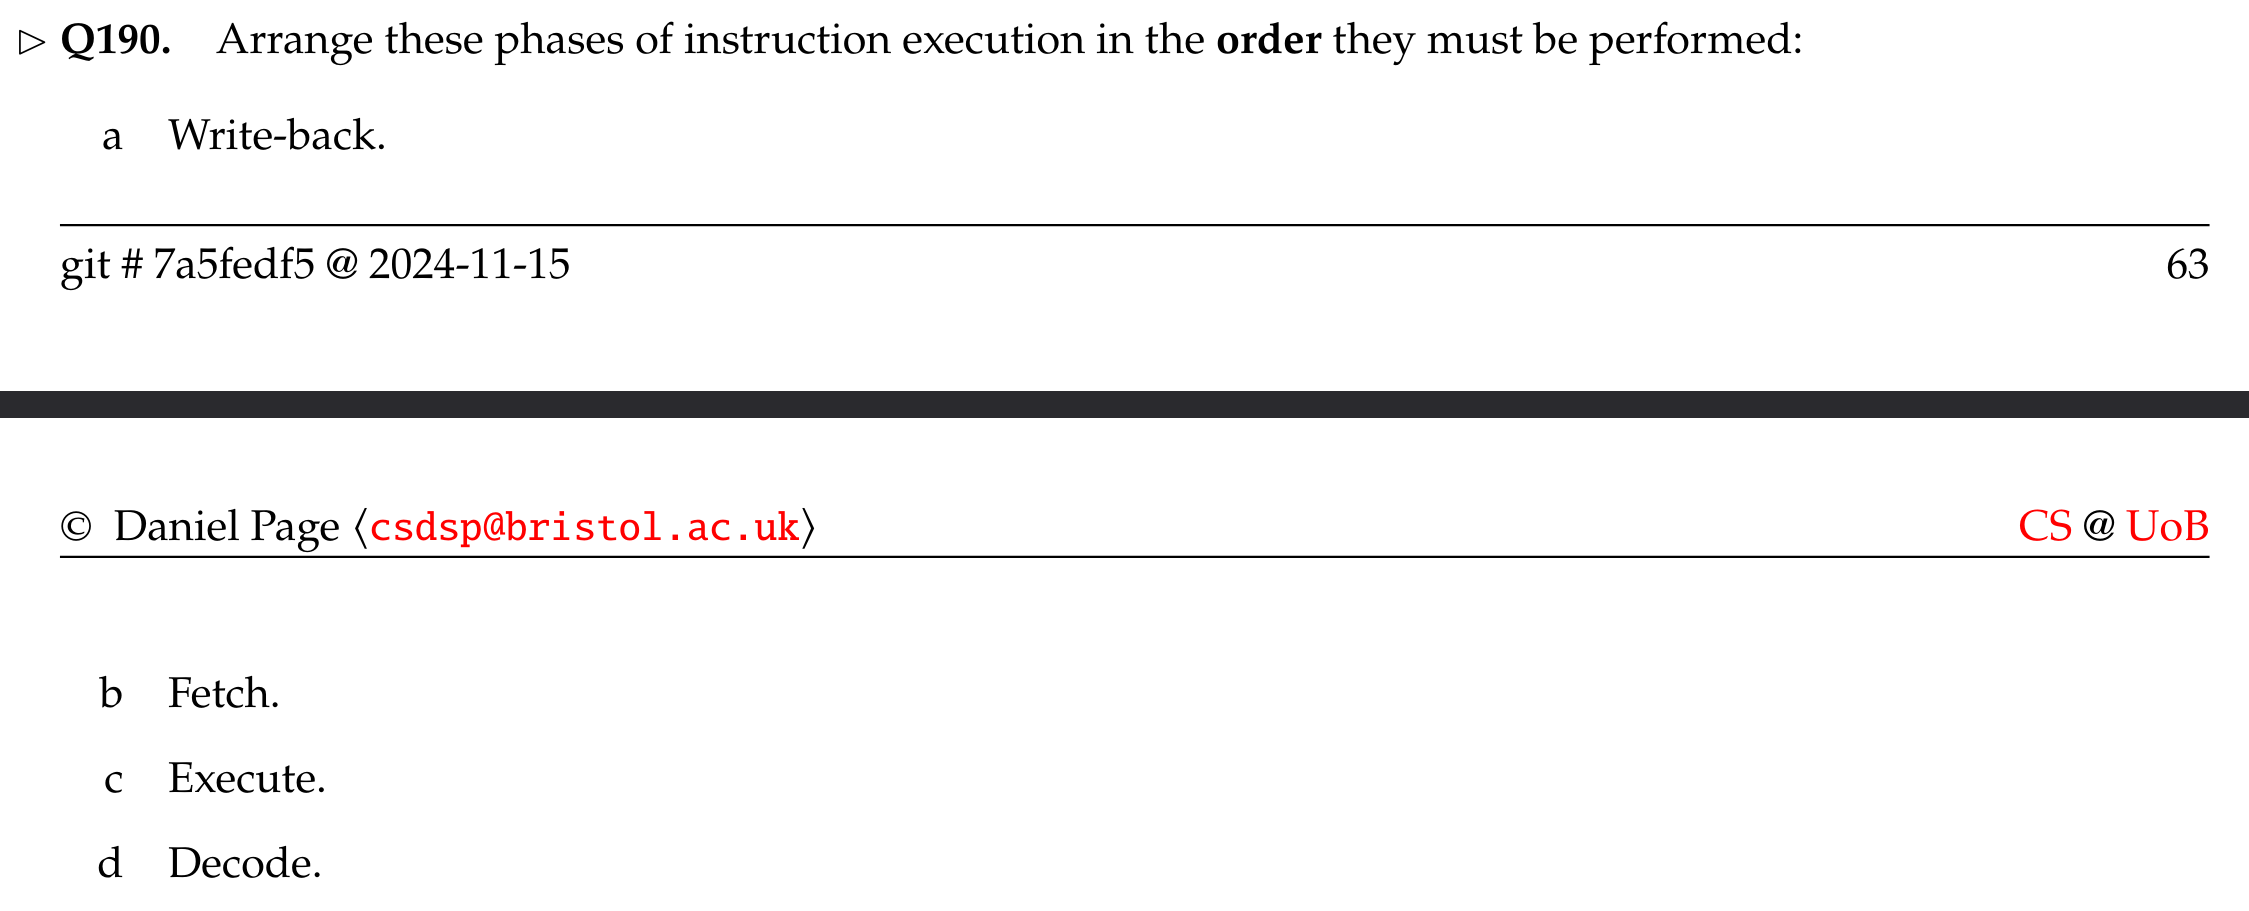 ▷ Q190. Arrange these phases of instruction execution in the order they must be performed:
a Write-back.
git # 7a5fedf5 @ 2024-11-15 63
© Daniel Page ⟨csdsp@bristol.ac.uk⟩ CS @ UoB
b Fetch.
c Execute.
d Decode.